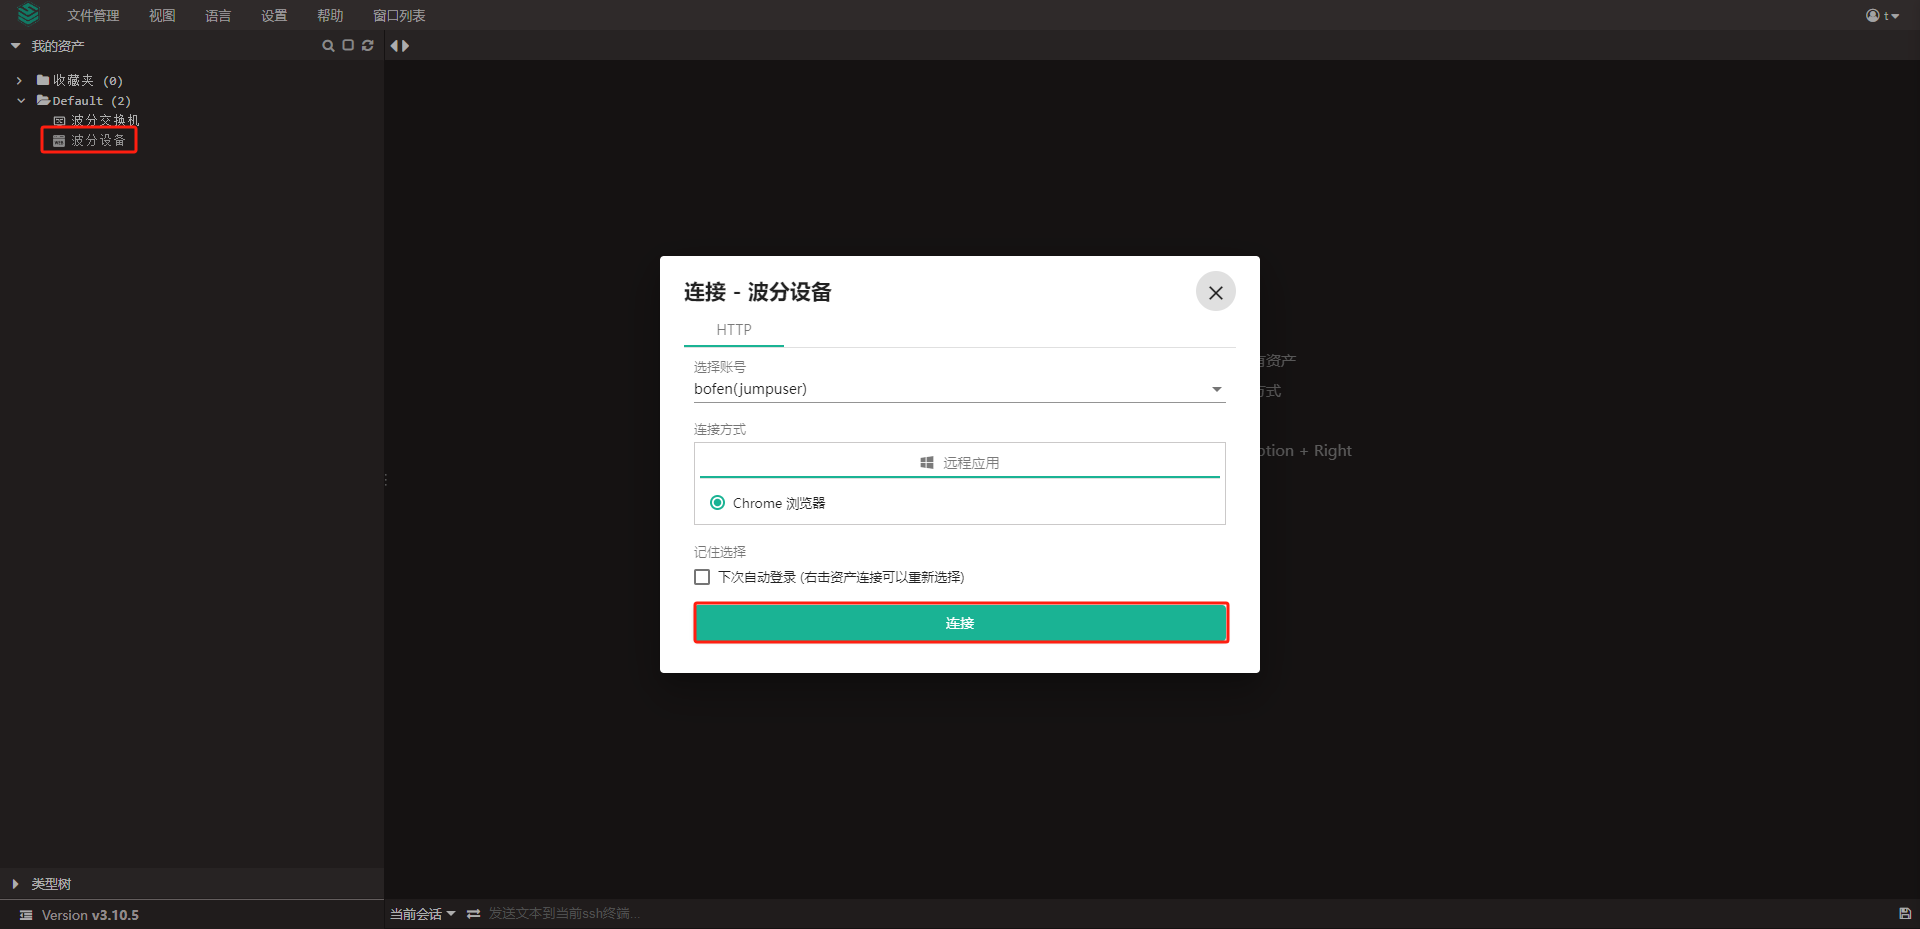 文件管理 视图 语言 设置 帮助 窗口列表 t
我的资产
收藏夹 (0)
Default (2)
波分交换机
波分设备
连接 - 波分设备
HTTP
选择账号
bofen(jumpuser)
连接方式
远程应用
Chrome 浏览器
记住选择
下次自动登录 (右击资产连接可以重新选择)
连接
资产
方式
+ Right
类型树
Version v3.10.5
当前会话 发送文本到当前ssh终端...